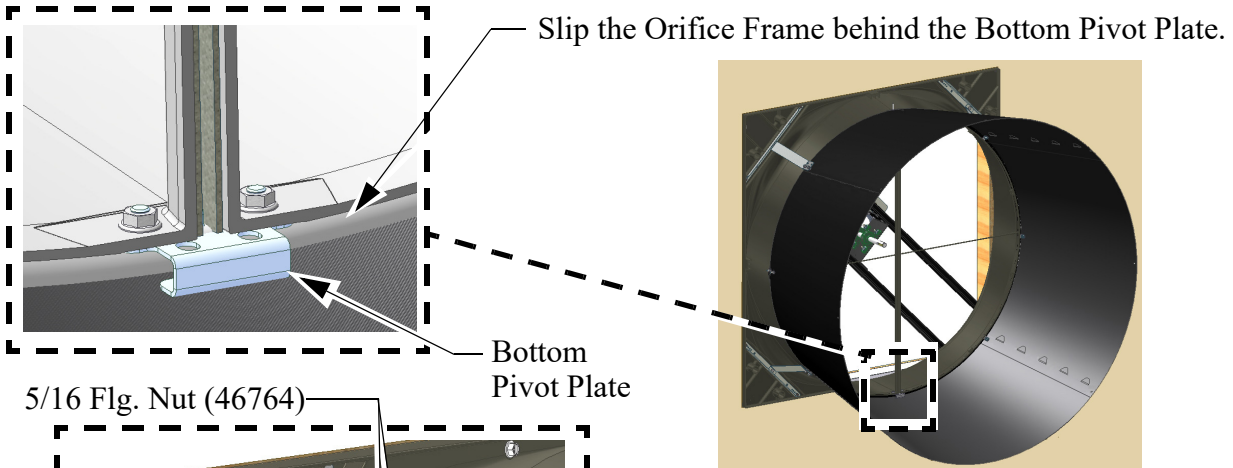 Slip the Orifice Frame behind the Bottom Pivot Plate.
Bottom
Pivot Plate
5/16 Flg. Nut (46764)